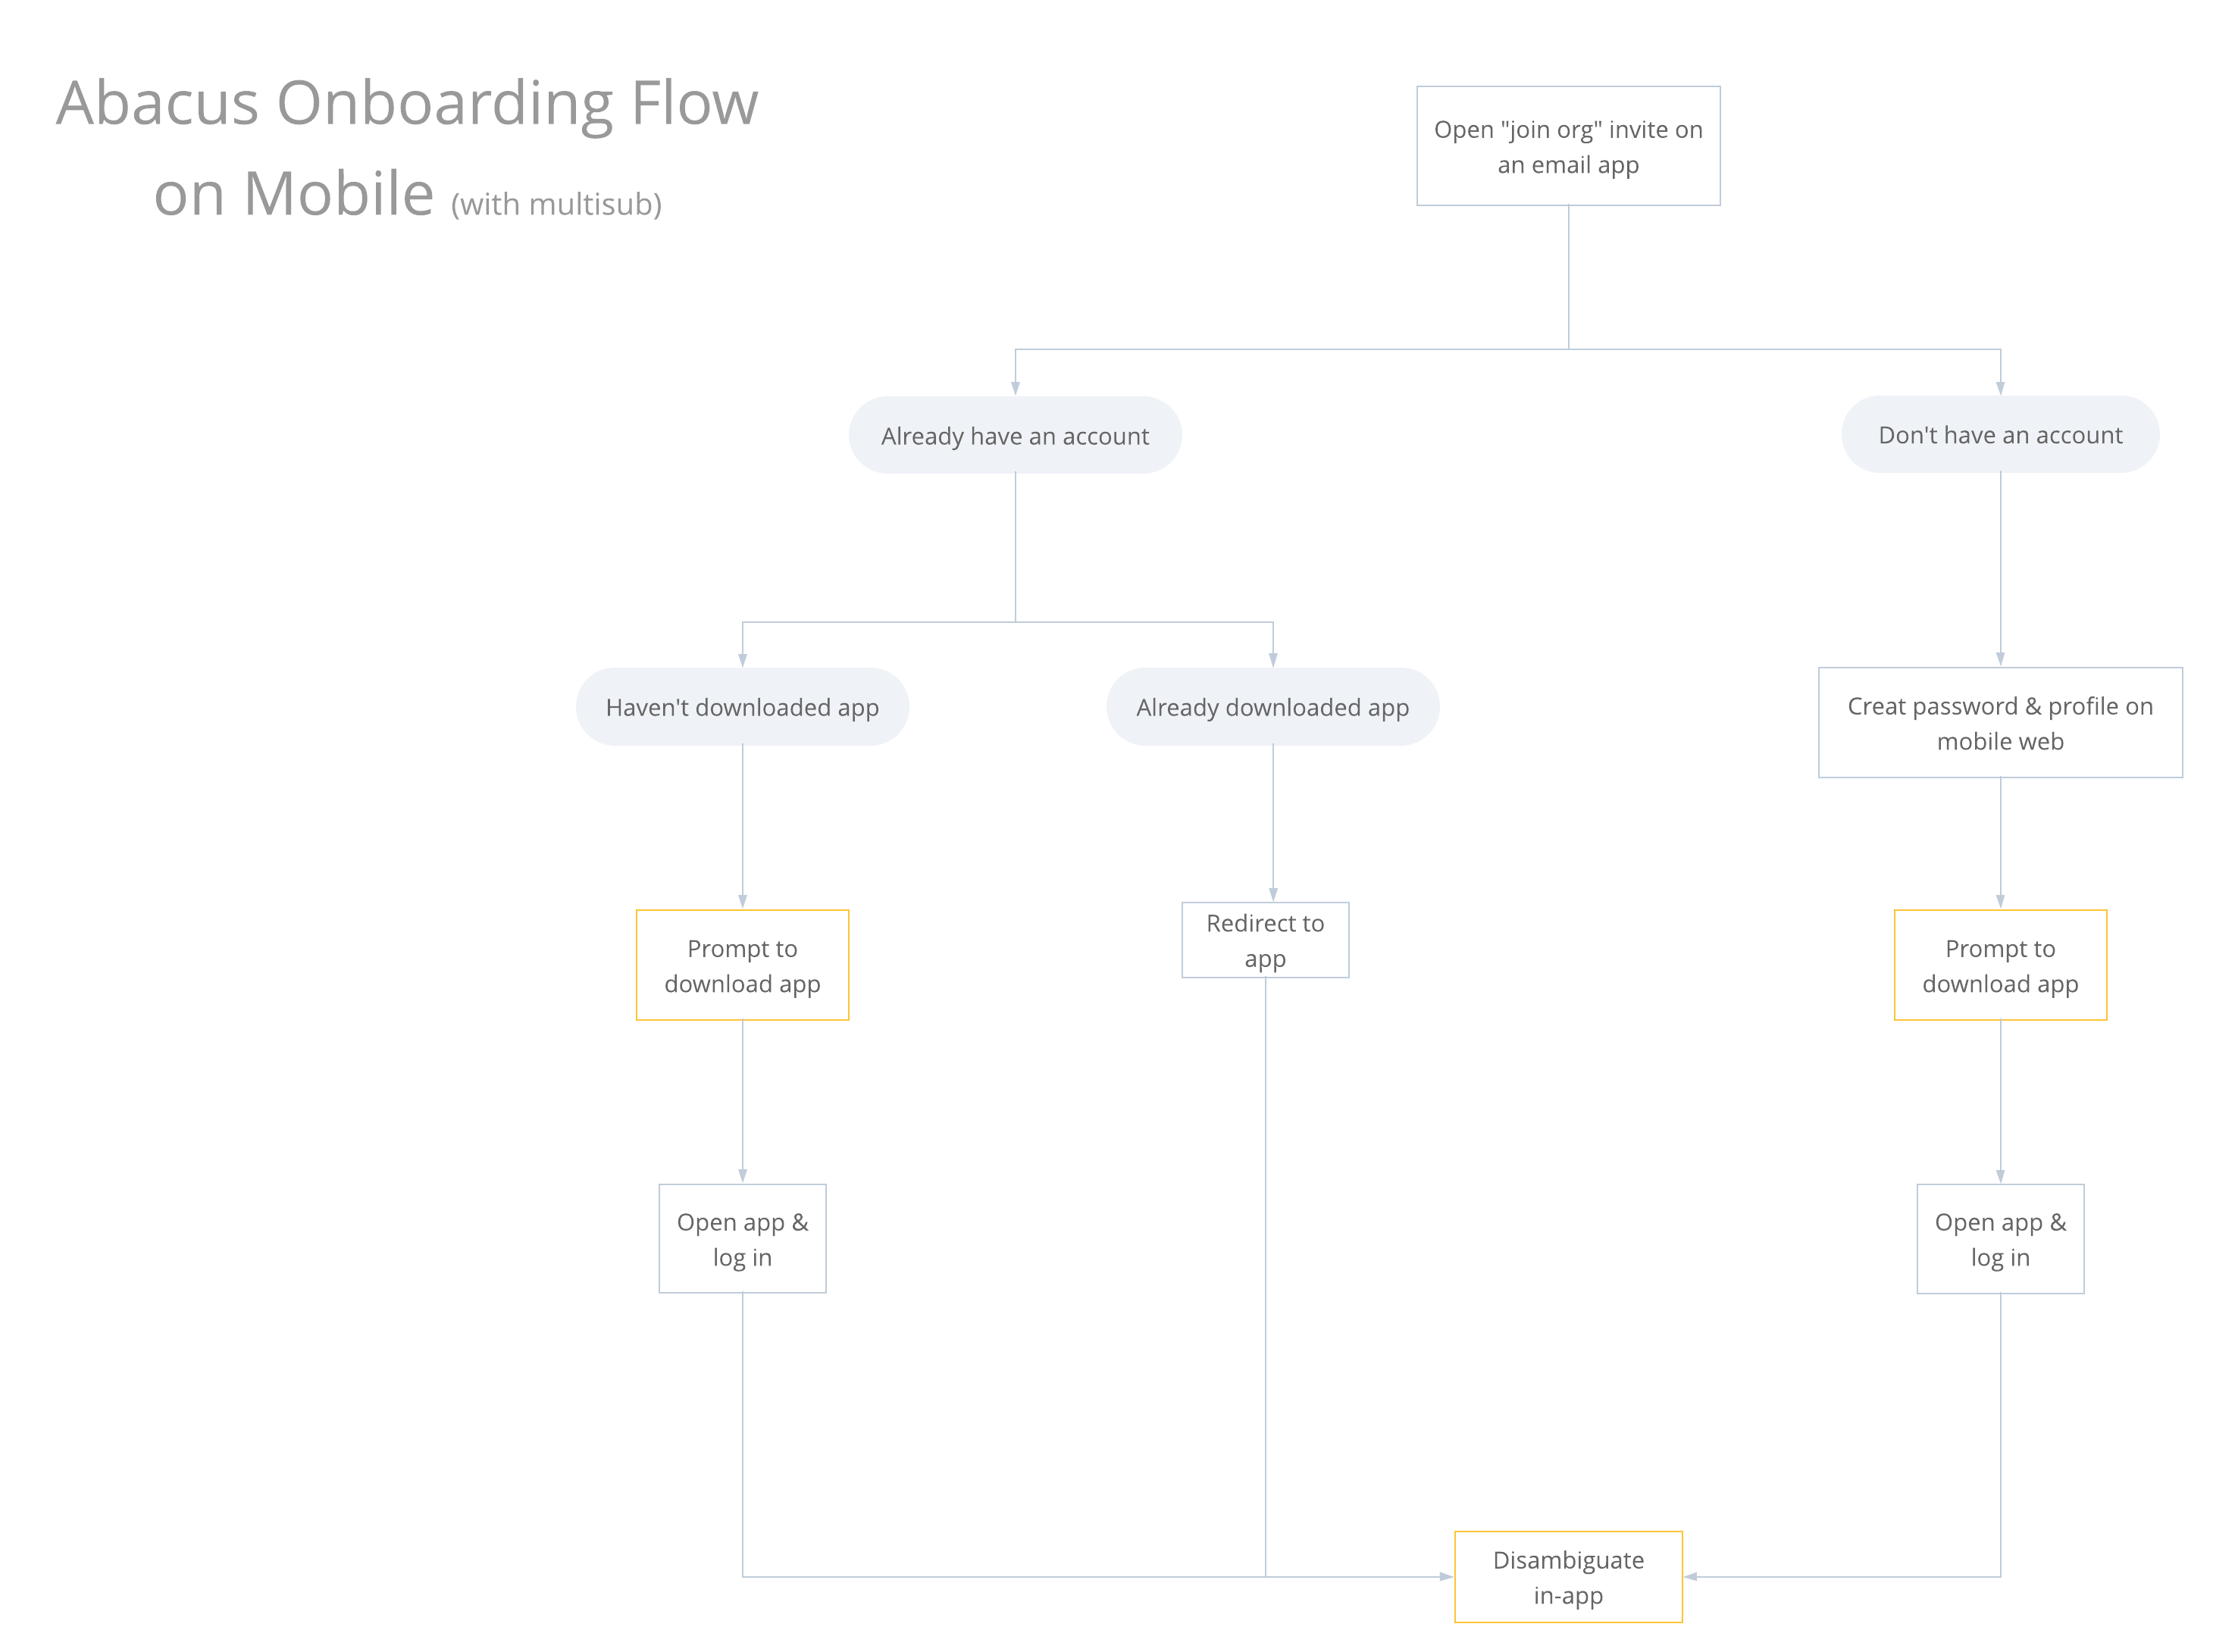 Abacus Onboarding Flow
on Mobile (with multisub)
Open "join org" invite on
an email app
Already have an account
Don't have an account
Haven't downloaded app
Already downloaded app
Creat password & profile on
mobile web
Prompt to
download app
Redirect to
app
Prompt to
download app
Open app &
log in
Open app &
log in
Disambiguate
in-app